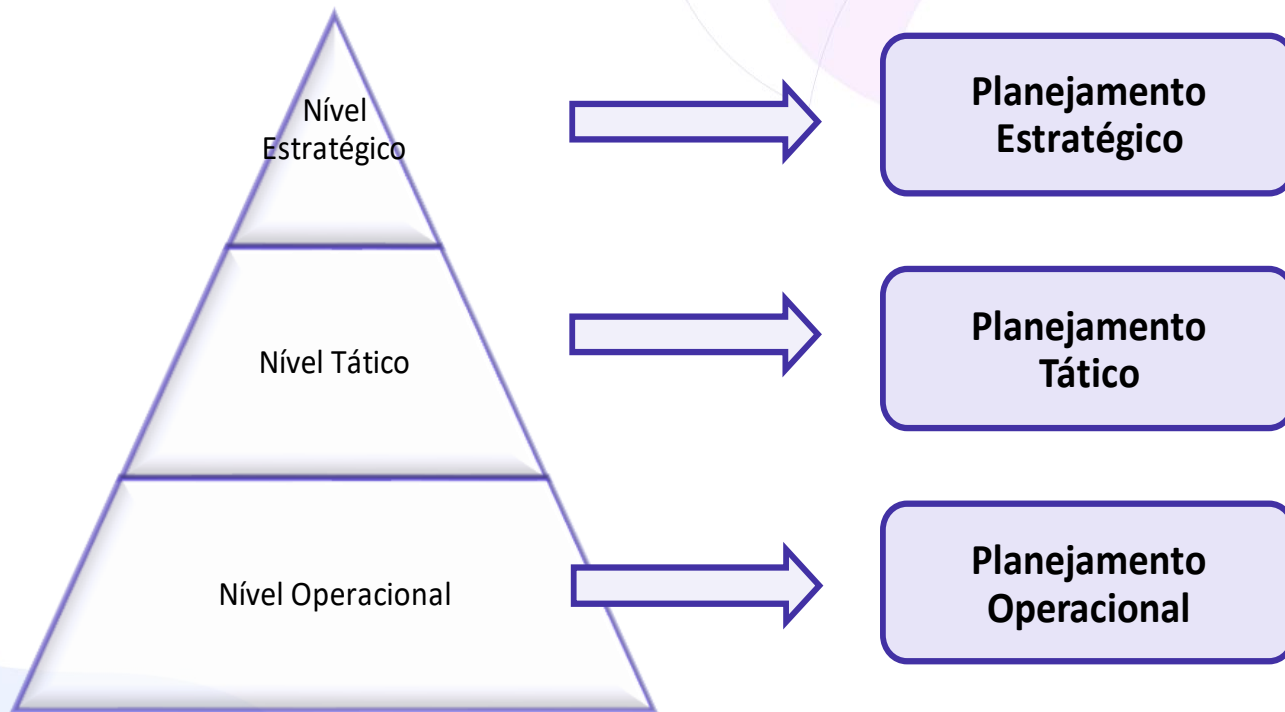 Nível
Estratégico
Planejamento
Estratégico
Nível Tático
Planejamento
Tático
Nível Operacional
Planejamento
Operacional